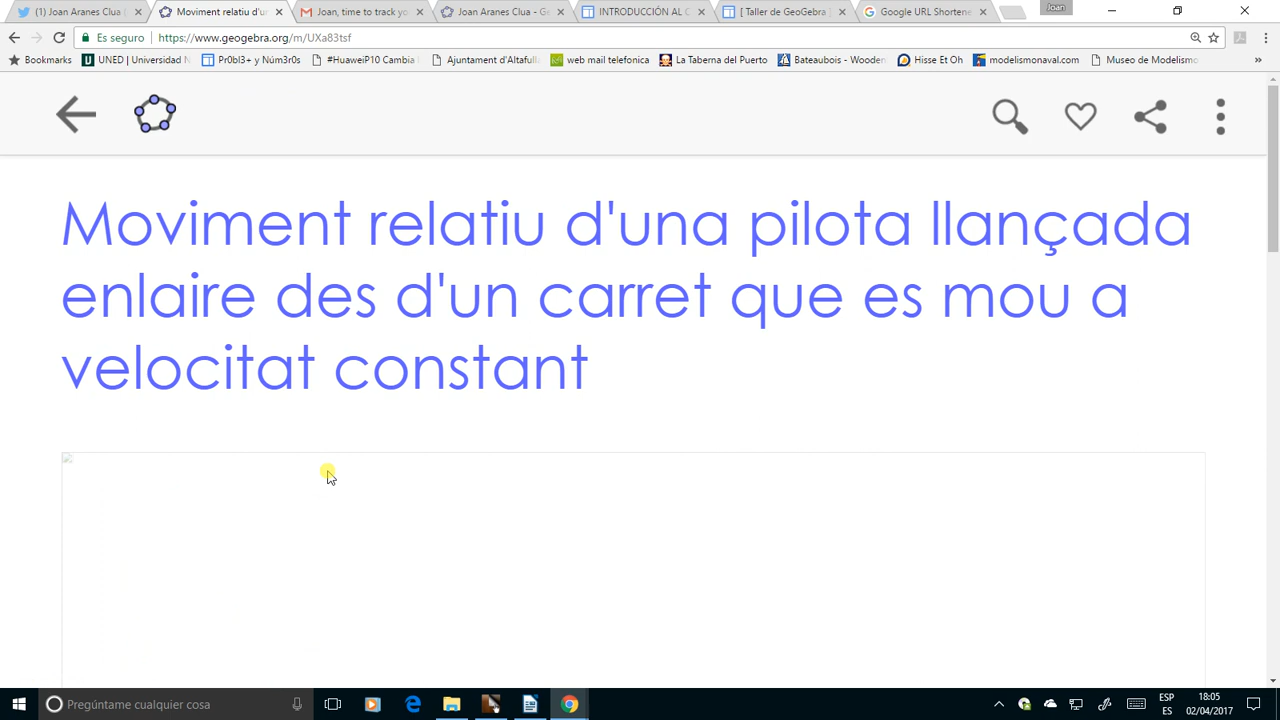 (1) Joan Aranes Clua (
Moviment relatiu d'ur
Joan, time to track yo
Joan Aranes Clua - Ge
INTRODUCCIÓN AL C
[ Taller de GeoGebra ]
Google URL Shortene
Joan
Es seguro
https://www.geogebra.org/m/UXa83tsf
Bookmarks
UNED | Universidad N
Pr0bl3+ y Núm3r0s
#HuaweiP10 Cambia l
Ajuntament d'Altafull
web mail telefonica
La Taberna del Puerto
Bateaubois - Wooden
Hisse Et Oh
modelismonaval.com
Museo de Modelismo
Moviment relatiu d'una pilota llançada
enlaire des d'un carret que es mou a
velocitat constant
Pregúntame cualquier cosa
ESP
ES
18:05
02/04/2017